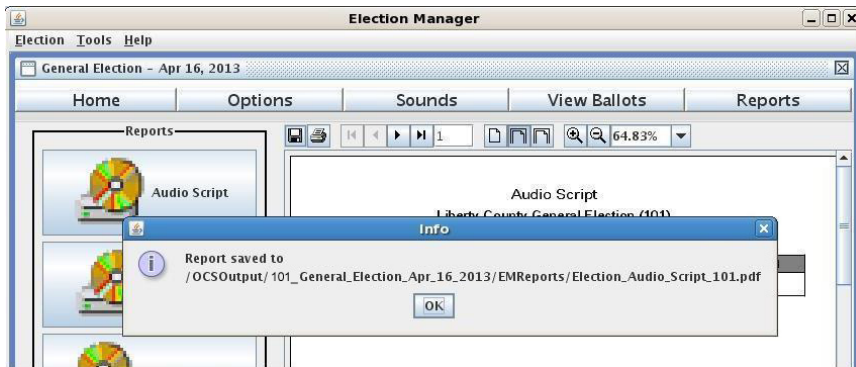 Election Manager
Election Tools Help
General Election - Apr 16, 2013
Home Options Sounds View Ballots Reports
Reports
1 64.83%
Audio Script
Audio Script
Liberty County General Election (101)
Info
Report saved to
/OCSOutput/101_General_Election_Apr_16_2013/EMReports/Election_Audio_Script_101.pdf
OK